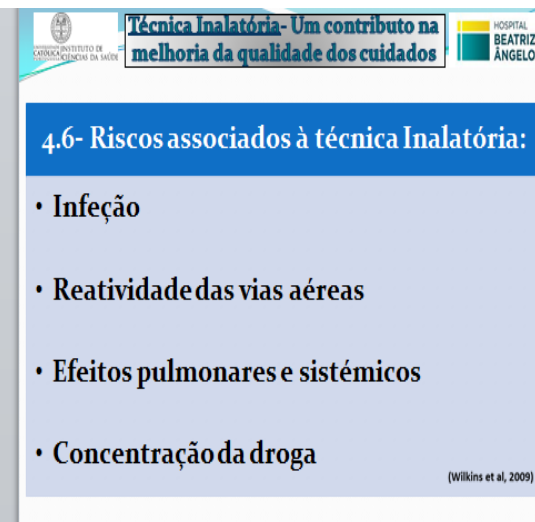 UNIVERSIDADE
CATÓLICA INSTITUTO DE
CIÊNCIAS DA SAÚDE
Técnica Inalatória- Um contributo na
melhoria da qualidade dos cuidados
HOSPITAL
BEATRIZ
ÂNGELO
4.6- Riscos associados à técnica Inalatória:
• Infeção
• Reatividade das vias aéreas
• Efeitos pulmonares e sistémicos
• Concentração da droga
(Wilkins et al, 2009)